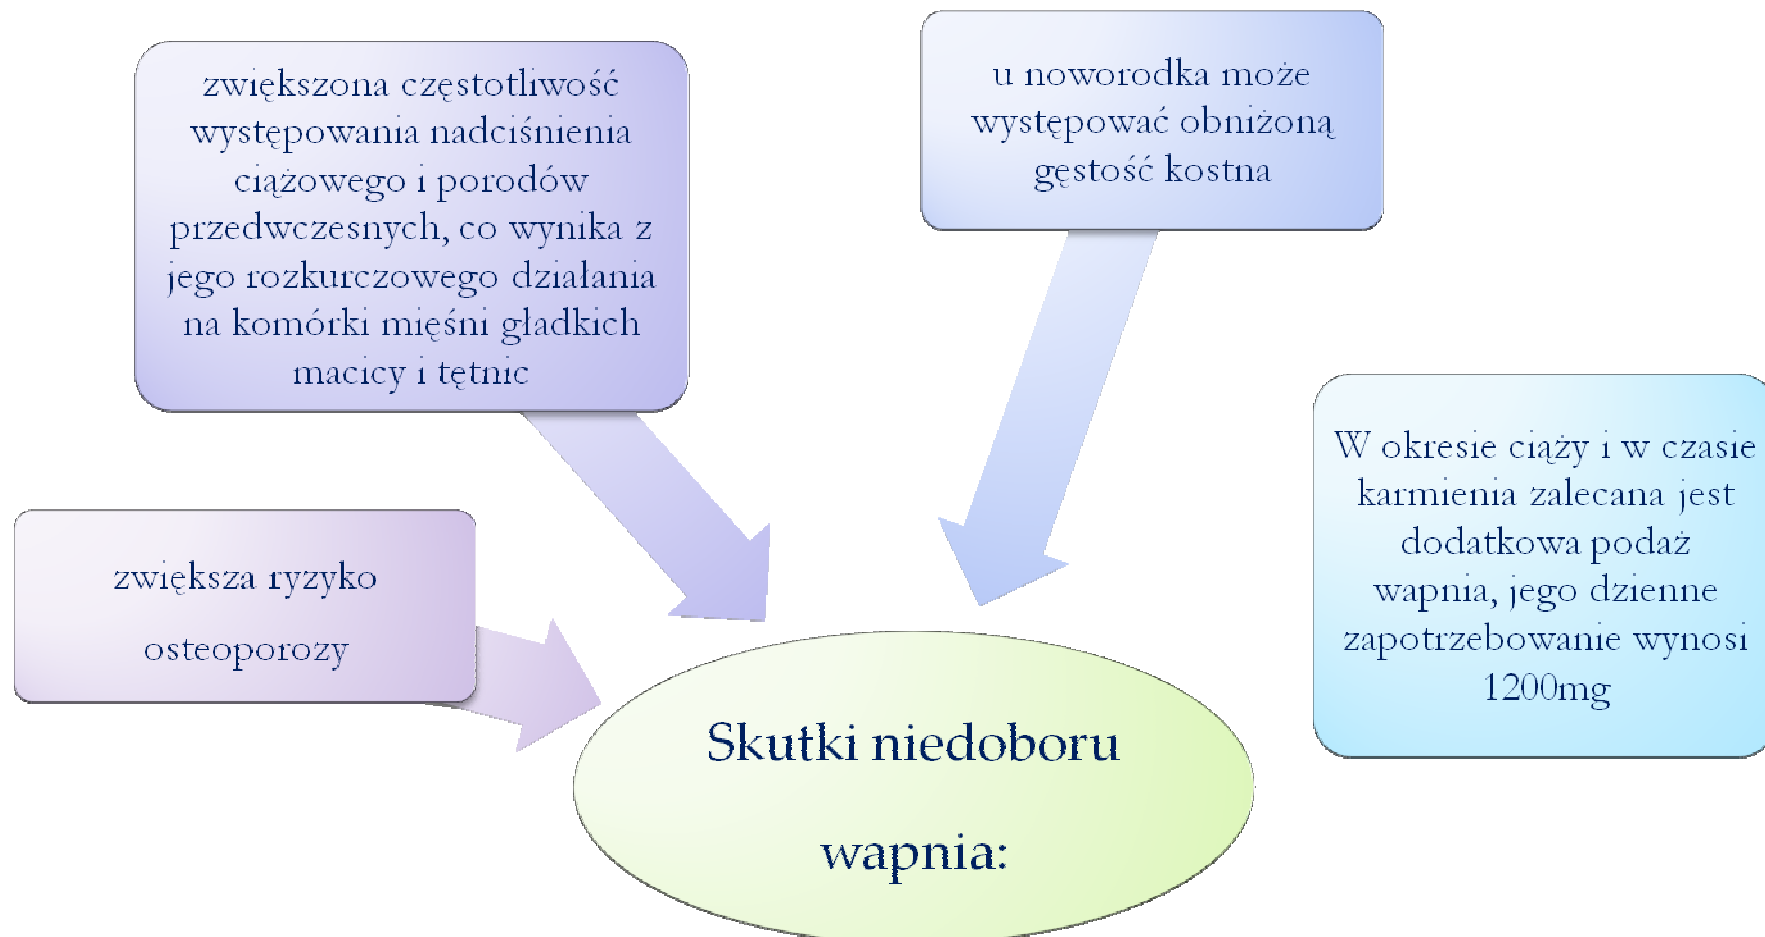 zwiększona częstotliwość
występowania nadciśnienia
ciążowego i porodów
przedwczesnych, co wynika z
jego rozkurczowego działania
na komórki mięśni gładkich
macicy i tętnic
u noworodka może
występować obniżoną
gęstość kostna
W okresie ciąży i w czasie
karmienia zalecana jest
dodatkowa podaż
wapnia, jego dzienne
zapotrzebowanie wynosi
1200mg
zwiększa ryzyko
osteoporozy
Skutki niedoboru
wapnia: